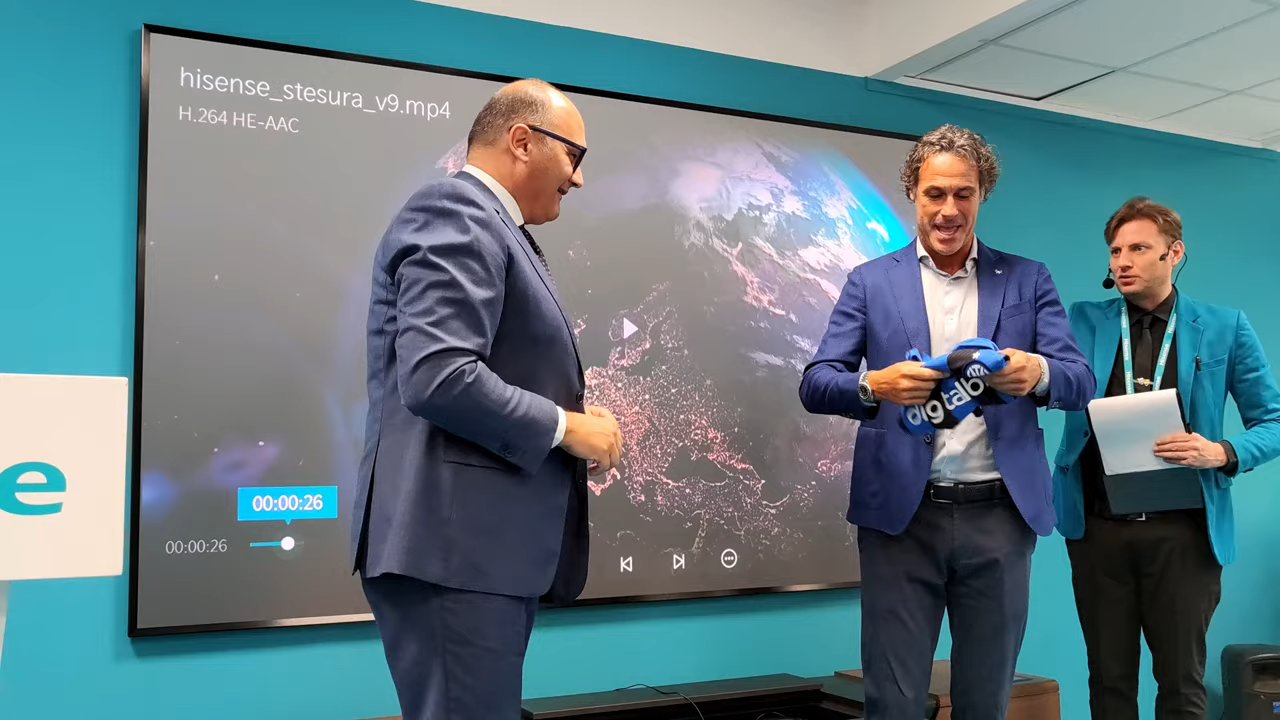 hisense_stesura_v9.mp4
H.264 HE-AAC
00:00:26
00:00:26
e
digitalb